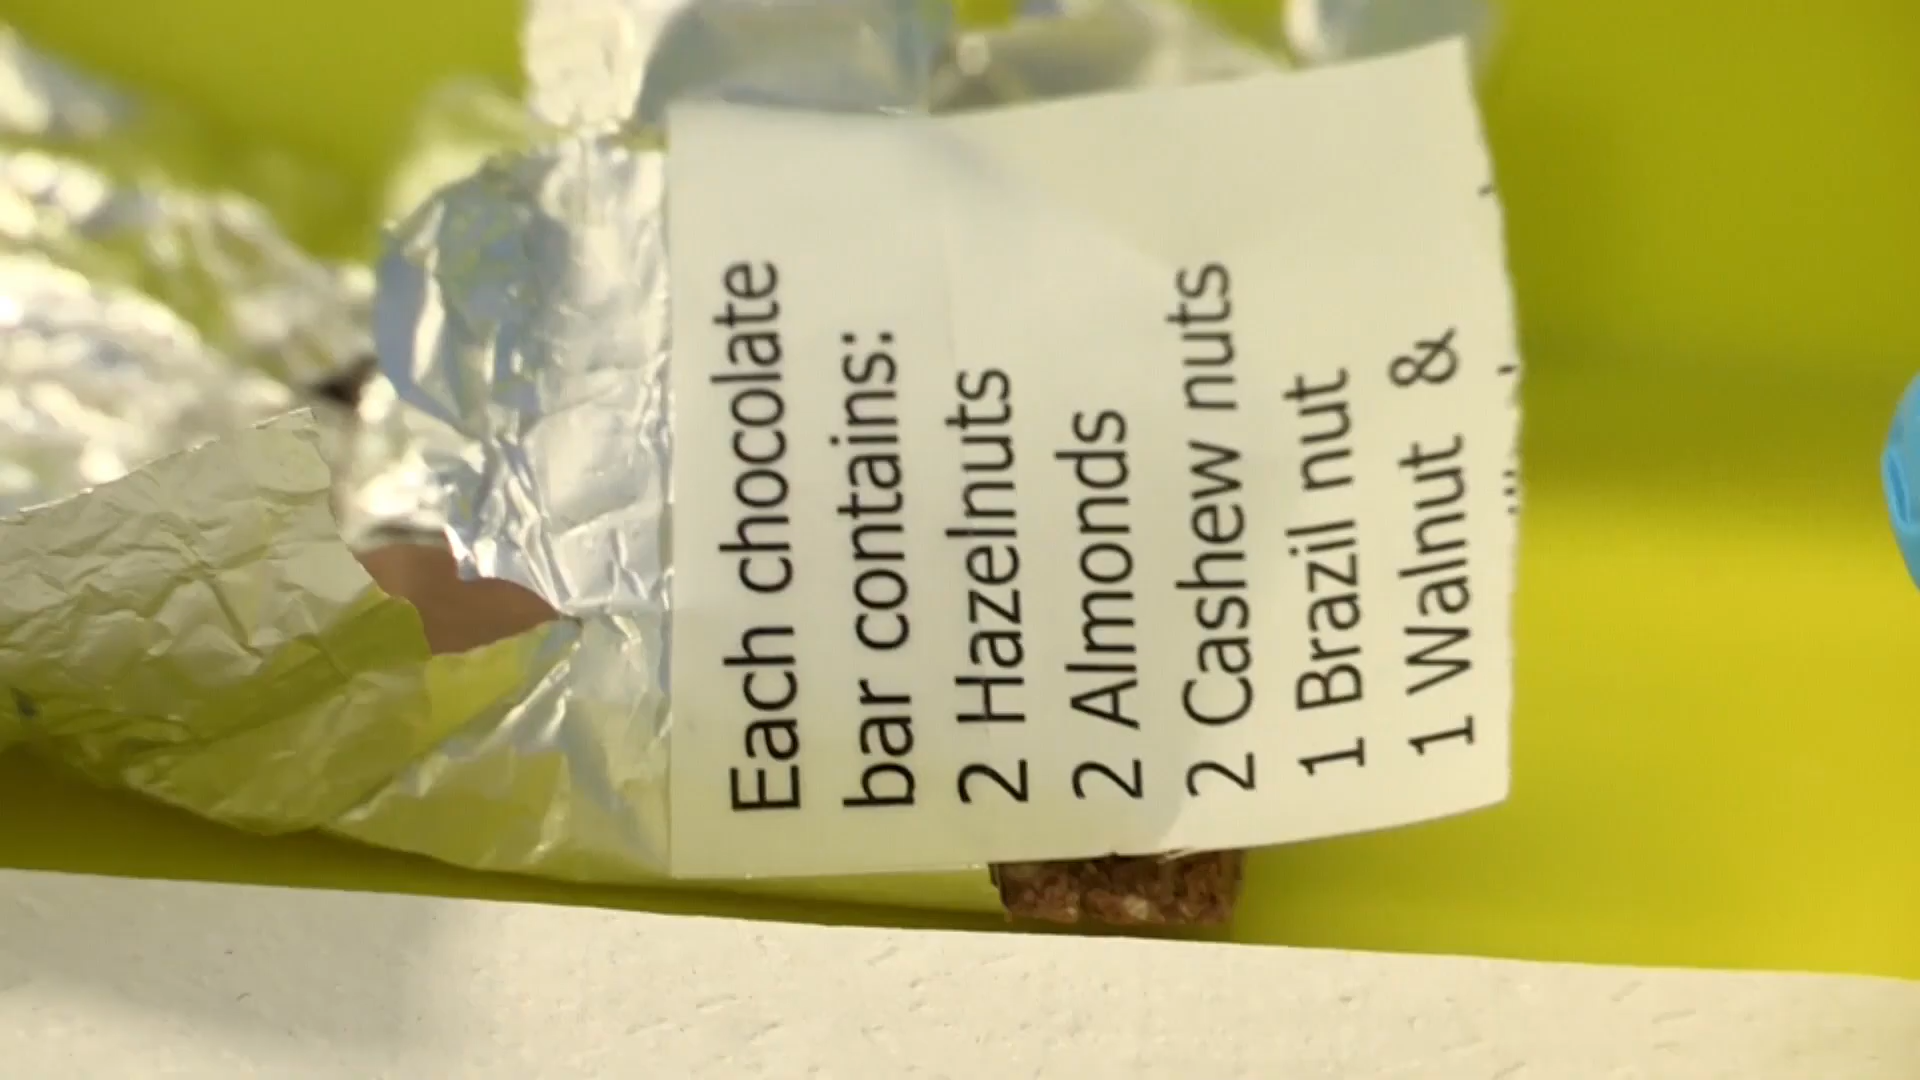 Each chocolate
bar contains:
2 Hazelnuts
2 Almonds
2 Cashew nuts
1 Brazil nut
1 Walnut &